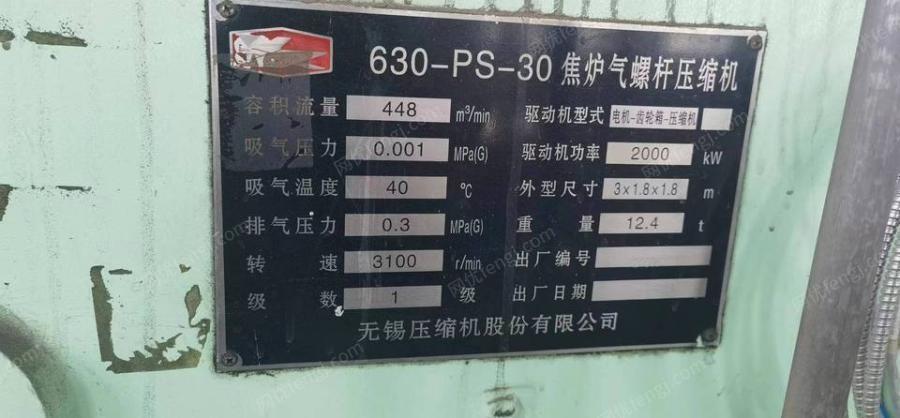 630-PS-30 焦炉气螺杆压缩机
容积流量 448 m³/min 驱动机型式 电机-齿轮箱-压缩机
吸气压力 0.001 MPa(G) 驱动机功率 2000 kW
吸气温度 40 ℃ 外型尺寸 3×1.8×1.8 m
排气压力 0.3 MPa(G) 重量 12.4 t
转速 3100 r/min 出厂编号
级数 1 级 出厂日期
无锡压缩机股份有限公司